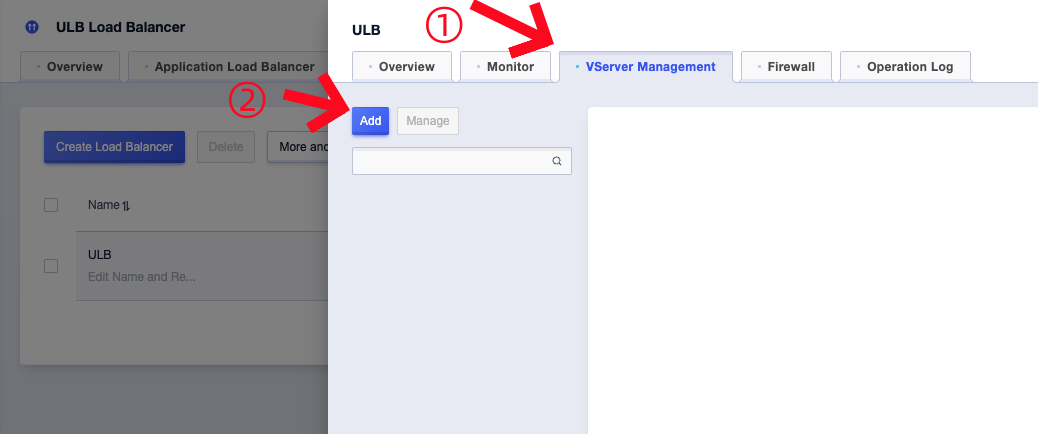 ULB Load Balancer
Overview
Application Load Balancer
Create Load Balancer
Delete
More and
Name
ULB
Edit Name and Re...
ULB
①
Overview
Monitor
VServer Management
Firewall
Operation Log
②
Add
Manage